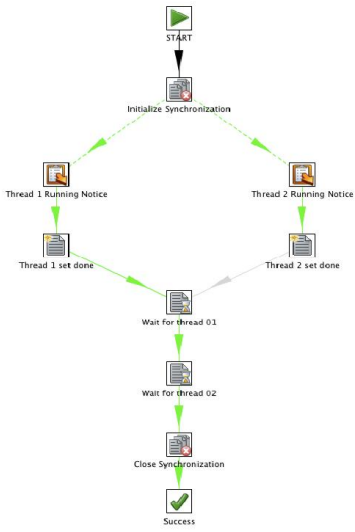 START
Initialize Synchronization
Thread 1 Running Notice
Thread 2 Running Notice
Thread 1 set done
Thread 2 set done
Wait for thread 01
Wait for thread 02
Close Synchronization
Success